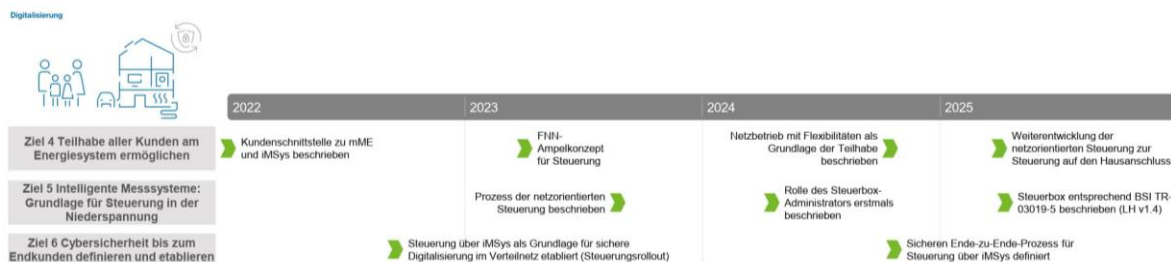 Digitalisierung
2022
2023
2024
2025
Ziel 4 Teilhabe aller Kunden am
Energiesystem ermöglichen
Kundenschnittstelle zu mME
und iMSys beschrieben
FNN-
Ampelkonzept
für Steuerung
Netzbetrieb mit Flexibilitäten als
Grundlage der Teilhabe
beschrieben
Weiterentwicklung der
netzorientierten Steuerung zur
Steuerung auf den Hausanschluss
Ziel 5 Intelligente Messsysteme:
Grundlage für Steuerung in der
Niederspannung
Prozess der netzorientierten
Steuerung beschrieben
Rolle des Steuerbox-
Administrators erstmals
beschrieben
Steuerbox entsprechend BSI TR-
03019-5 beschrieben (LH v1.4)
Ziel 6 Cybersicherheit bis zum
Endkunden definieren und etablieren
Steuerung über iMSys als Grundlage für sichere
Digitalisierung im Verteilnetz etabliert (Steuerungsrollout)
Sicheren Ende-zu-Ende-Prozess für
Steuerung über iMSys definiert